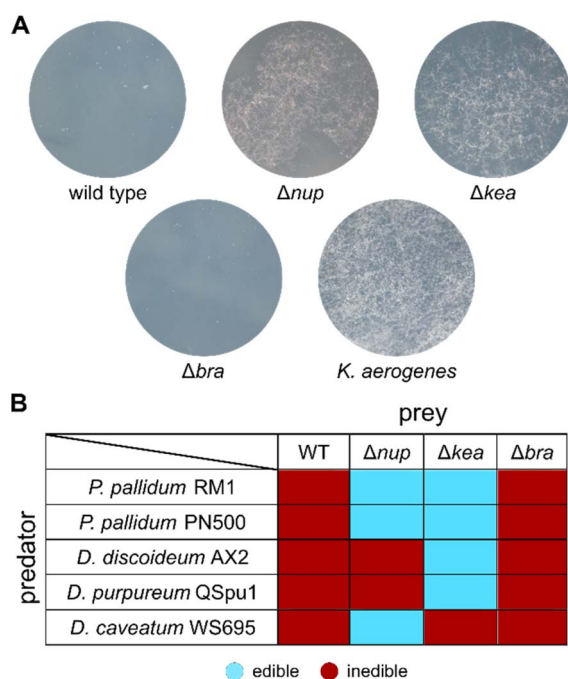 A
wild type
Δnup
Δkea
Δbra
K. aerogenes
B
prey
WT Δnup Δkea Δbra
predator
P. pallidum RM1
P. pallidum PN500
D. discoideum AX2
D. purpureum QSpu1
D. caveatum WS695
edible inedible